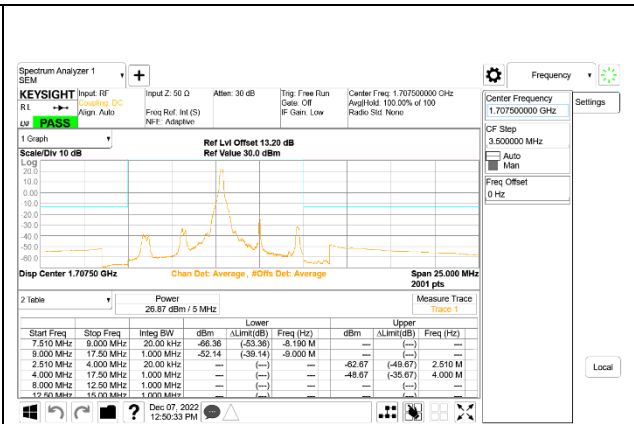 Spectrum Analyzer 1
SEM
+
Frequency
KEYSIGHT Input: RF Input Z: 50 Ω Atten: 30 dB Trig: Free Run Center Freq: 1.707500000 GHz
R L Coupling: DC Gate: Off Avg|Hold: 100.00% of 100
Align: Auto Freq Ref: Int (S) IF Gain: Low Radio Std: None
PASS NFE: Adaptive
Center Frequency
1.707500000 GHz
Settings
CF Step
3.500000 MHz
Auto
Man
Freq Offset
0 Hz
1 Graph
Ref Lvl Offset 13.20 dB
Scale/Div 10 dB Ref Value 30.0 dBm
Log
20.0
10.0
0.00
-10.0
-20.0
-30.0
-40.0
-50.0
-60.0
Disp Center 1.70750 GHz Chan Det: Average, #Offs Det: Average Span 25.000 MHz
2001 pts
2 Table Power Measure Trace
26.87 dBm / 5 MHz Trace 1
Lower Upper
Start Freq Stop Freq Integ BW dBm ΔLimit(dB) Freq (Hz) dBm ΔLimit(dB) Freq (Hz)
7.510 MHz 9.000 MHz 20.00 kHz -66.36 (-53.36) -8.190 M --- (---) ---
9.000 MHz 17.50 MHz 1.000 MHz -52.14 (-39.14) -9.000 M --- (---) ---
2.510 MHz 4.000 MHz 20.00 kHz --- (---) --- -62.67 (-49.67) 2.510 M
4.000 MHz 17.50 MHz 1.000 MHz --- (---) --- -48.67 (-35.67) 4.000 M
8.000 MHz 12.50 MHz 1.000 MHz --- (---) --- --- (---) ---
12.50 MHz 15.00 MHz 1.000 MHz --- (---) --- --- (---) ---
Local
? Dec 07, 2022
12:50:33 PM